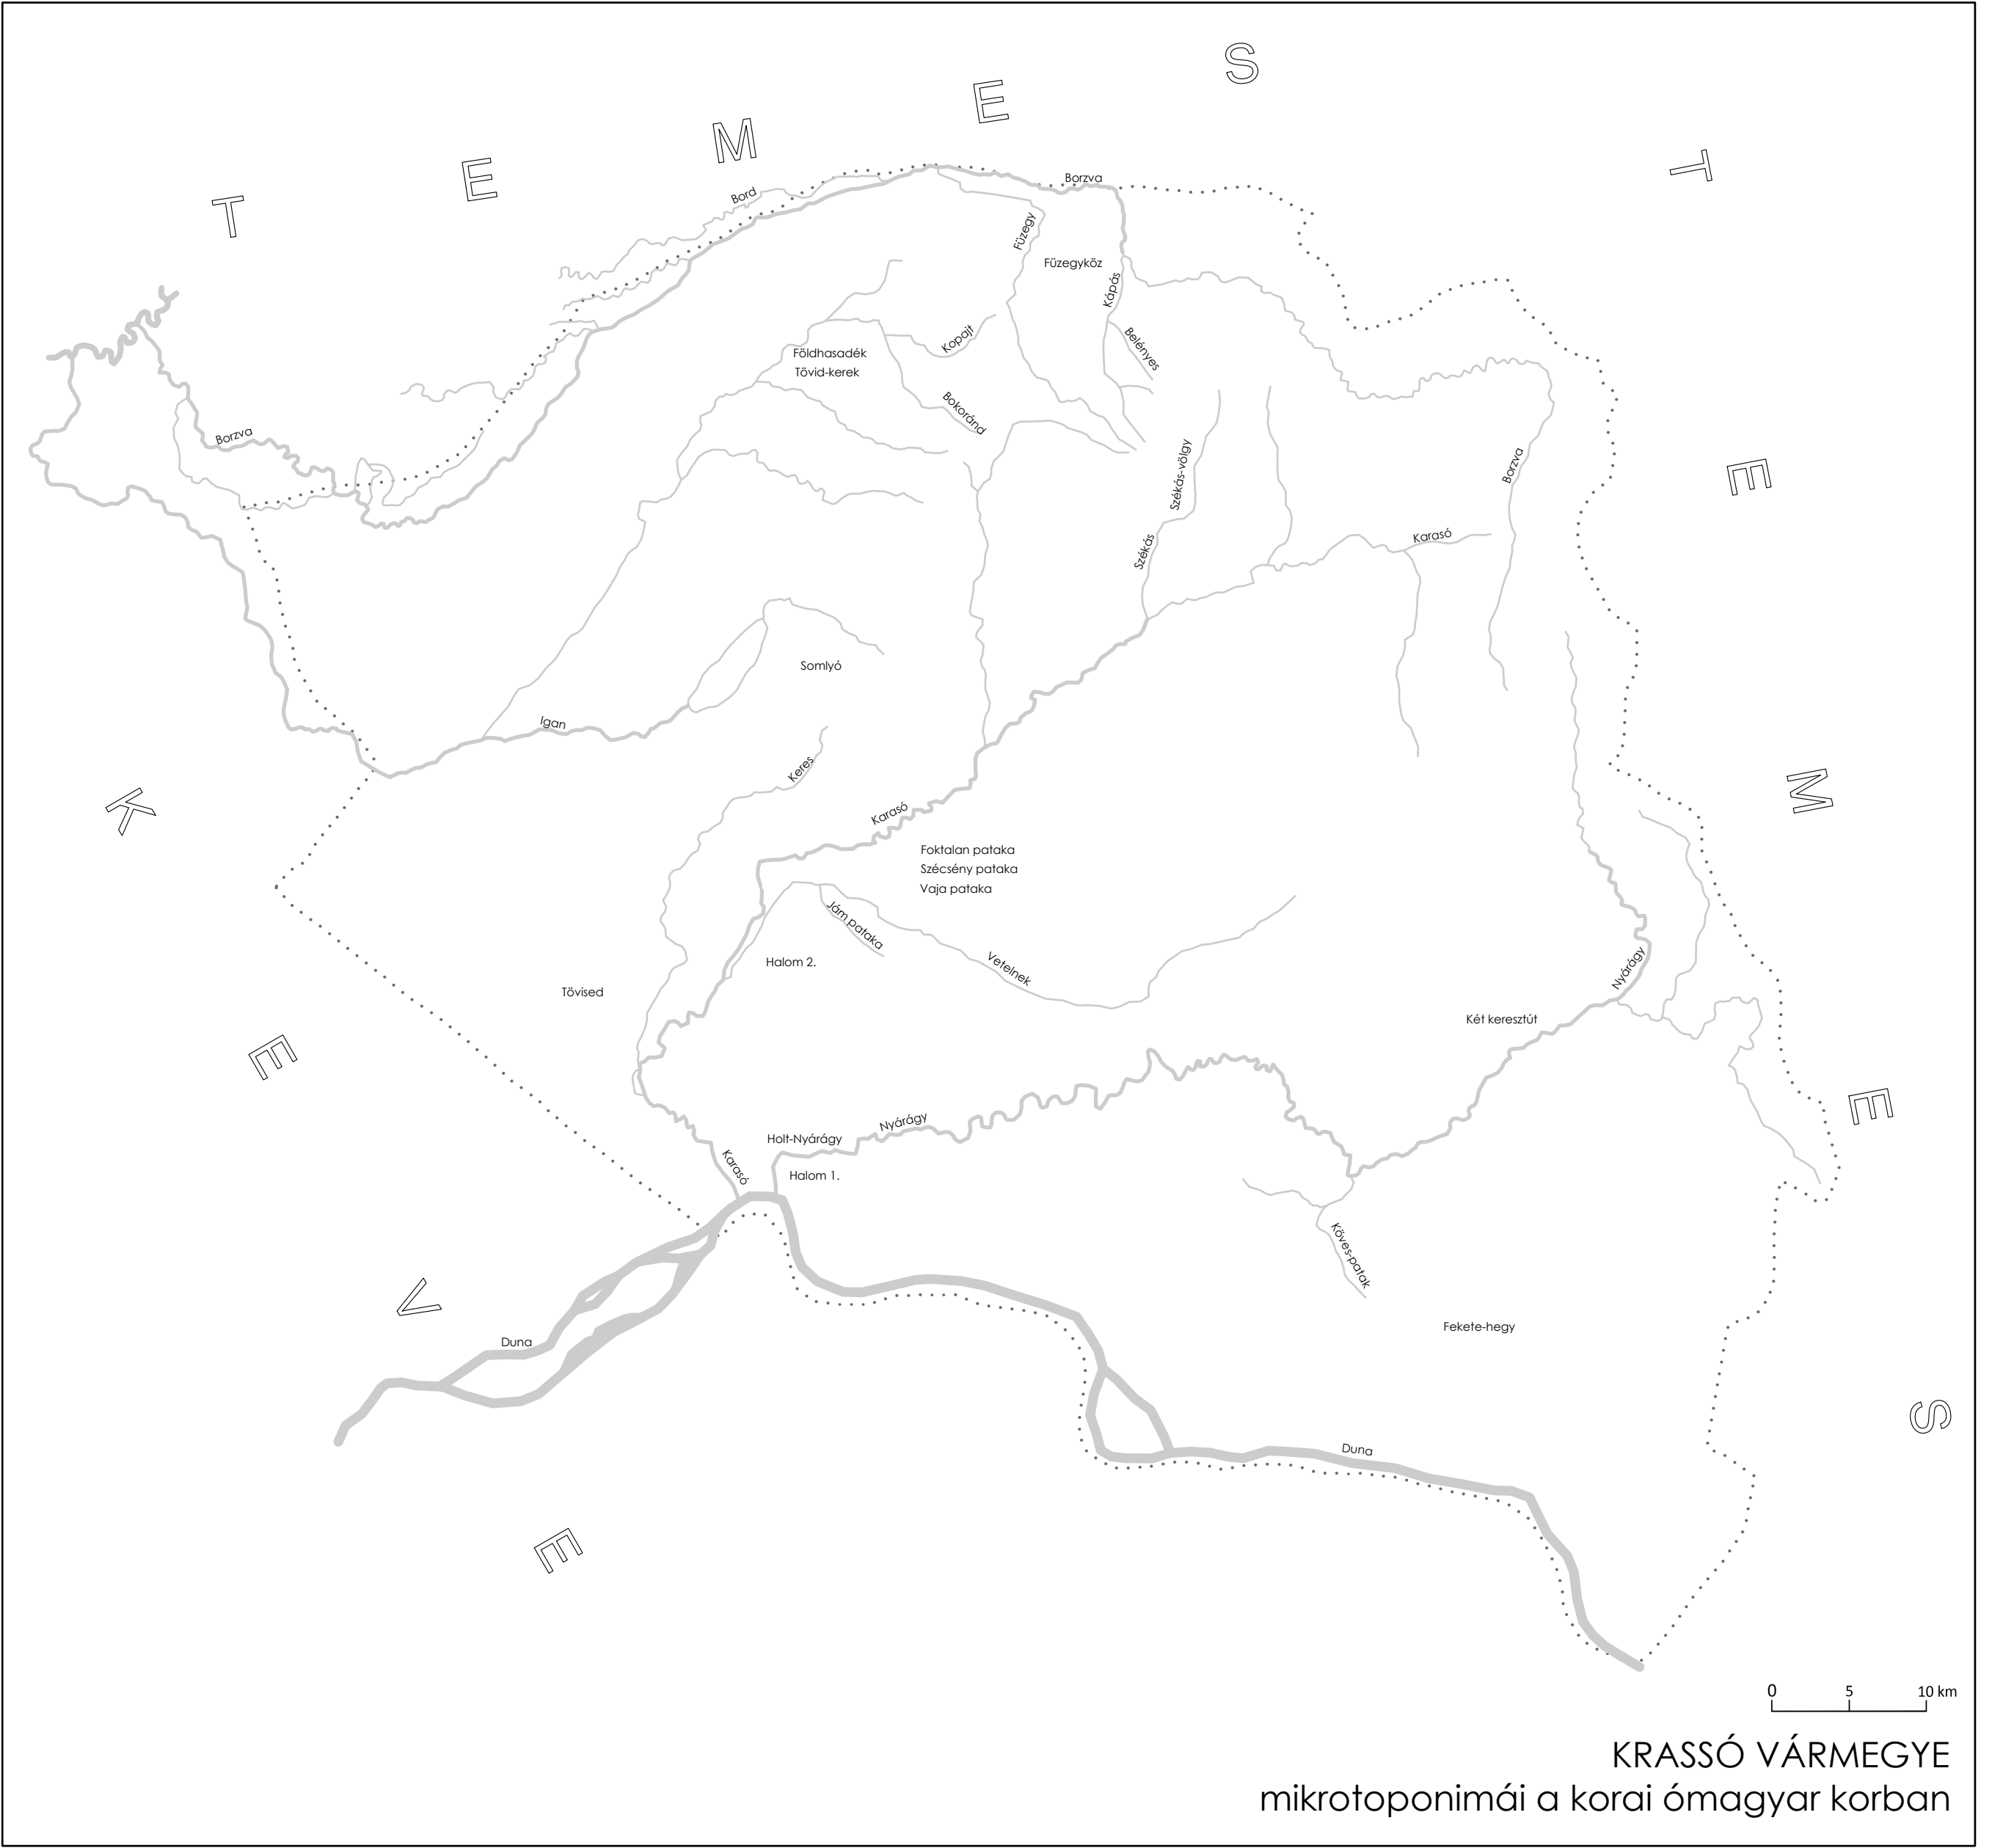 TEMEST
EMES
KEVE
Bord
Borzva
Füzegy
Füzegyköz
Kápás
Belényes
Kopajt
Földhasadék
Tövid-kerek
Bokoránd
Borzva
Székás-völgy
Székás
Borzva
Karasó
Somlyó
Igan
Keres
Karasó
Foktalan pataka
Szécsény pataka
Vaja pataka
Jám pataka
Vetelnek
Halom 2.
Tövised
Nyárágy
Két keresztút
Nyárágy
Holt-Nyárágy
Karasó
Halom 1.
Köves-patak
Fekete-hegy
Duna
Duna
0 5 10 km
KRASSÓ VÁRMEGYE
mikrotoponimái a korai ómagyar korban